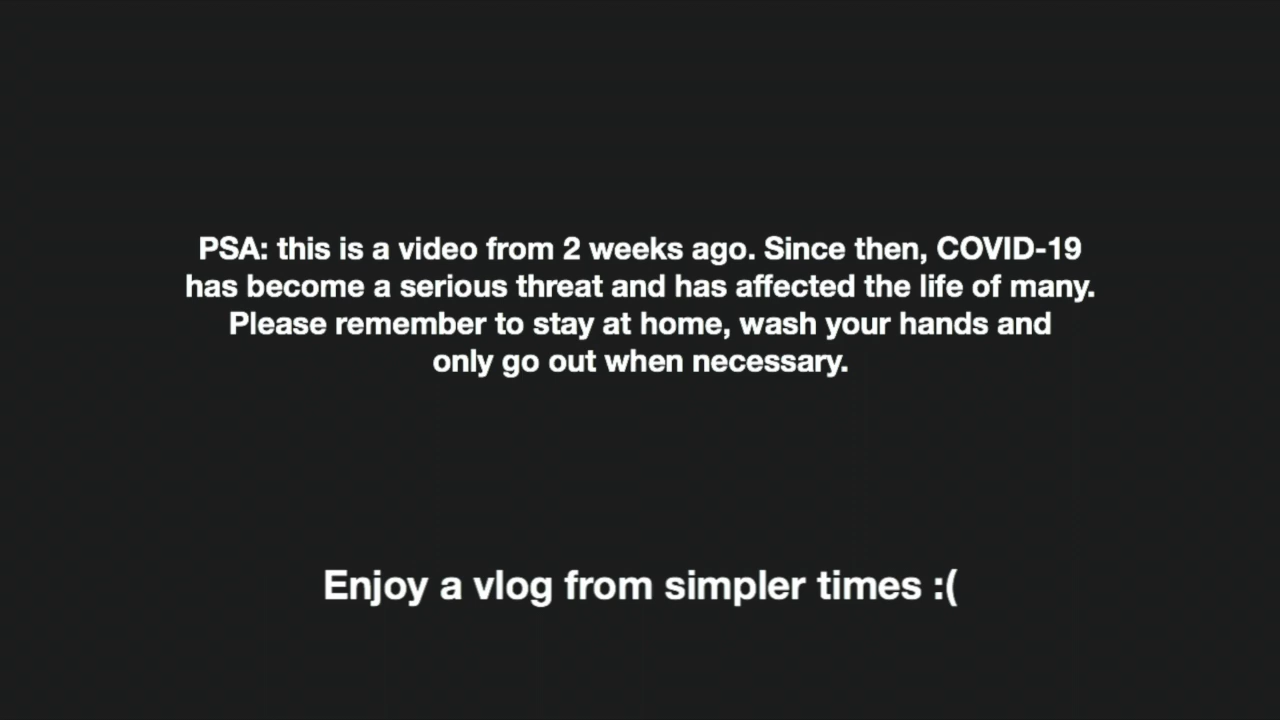 PSA: this is a video from 2 weeks ago. Since then, COVID-19
has become a serious threat and has affected the life of many.
Please remember to stay at home, wash your hands and
only go out when necessary.
Enjoy a vlog from simpler times :(